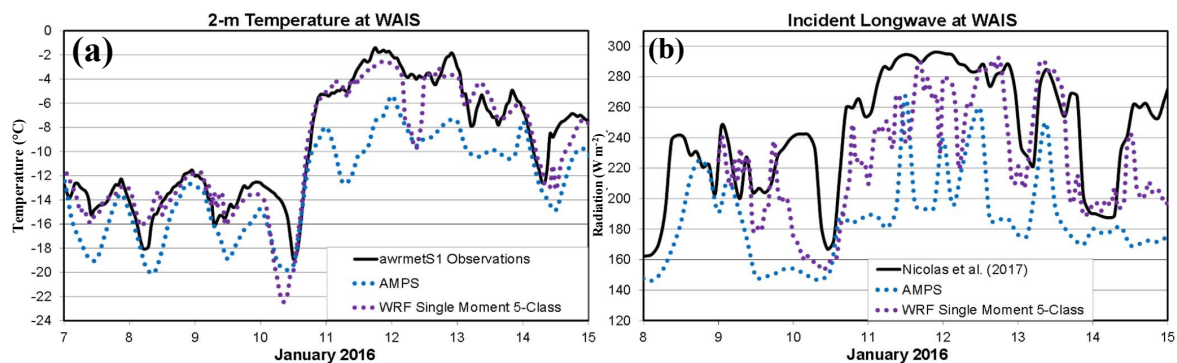 2-m Temperature at WAIS
(a)
Temperature (°C)
0
-2
-4
-6
-8
-10
-12
-14
-16
-18
-20
-22
-24
awrmetS1 Observations
AMPS
WRF Single Moment 5-Class
7 8 9 10 11 12 13 14 15
January 2016
Incident Longwave at WAIS
(b)
Radiation (W m⁻²)
300
280
260
240
220
200
180
160
140
120
Nicolas et al. (2017)
AMPS
WRF Single Moment 5-Class
8 9 10 11 12 13 14 15
January 2016